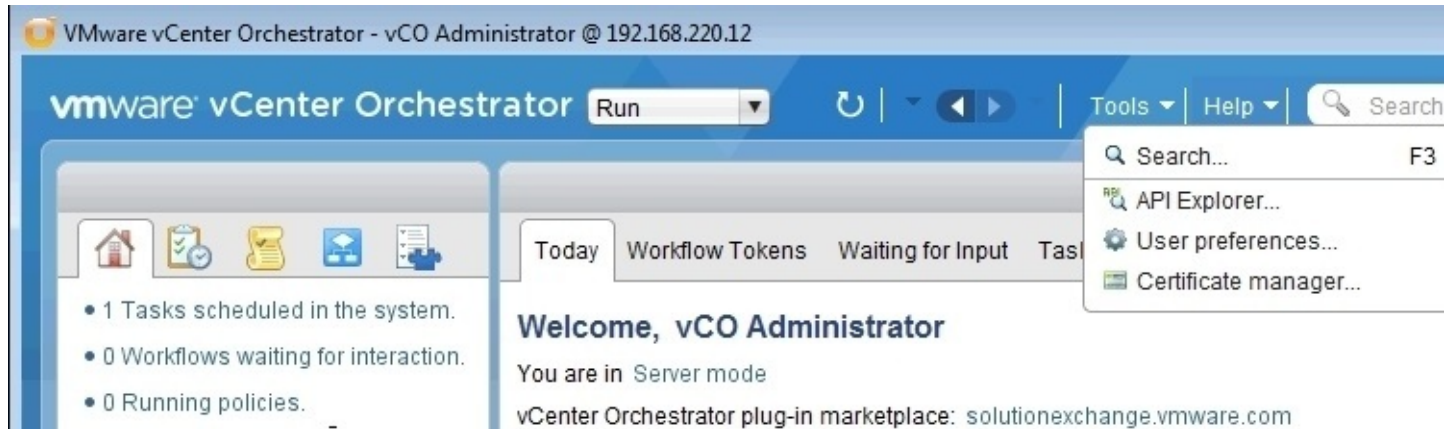 VMware vCenter Orchestrator - vCO Administrator @ 192.168.220.12
vmware vCenter Orchestrator Run Tools Help Search
Search... F3
API Explorer...
User preferences...
Certificate manager...
Today Workflow Tokens Waiting for Input Tas
• 1 Tasks scheduled in the system.
• 0 Workflows waiting for interaction.
• 0 Running policies.
Welcome, vCO Administrator
You are in Server mode
vCenter Orchestrator plug-in marketplace: solutionexchange.vmware.com